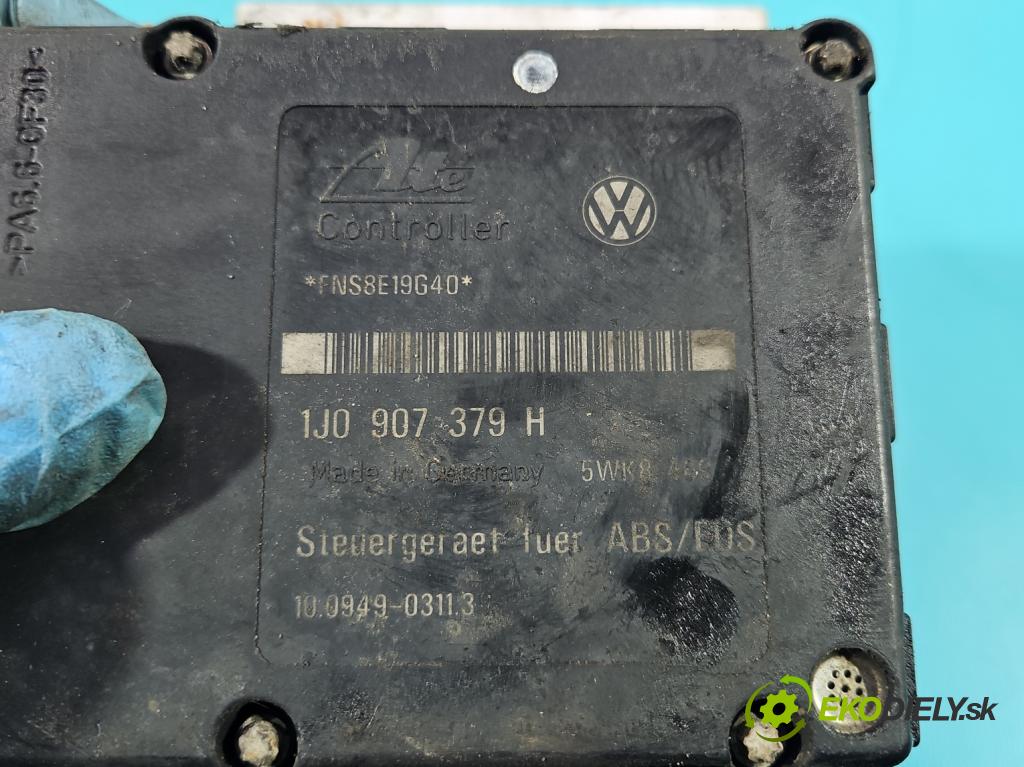 >PA6.6-GF30<
Ate
Controller
*FNS8E19G40*
1J0 907 379 H
Made in Germany
Steuergeraet fuer ABS/EDS
10.0949-0311.3
EKODIELY.sk